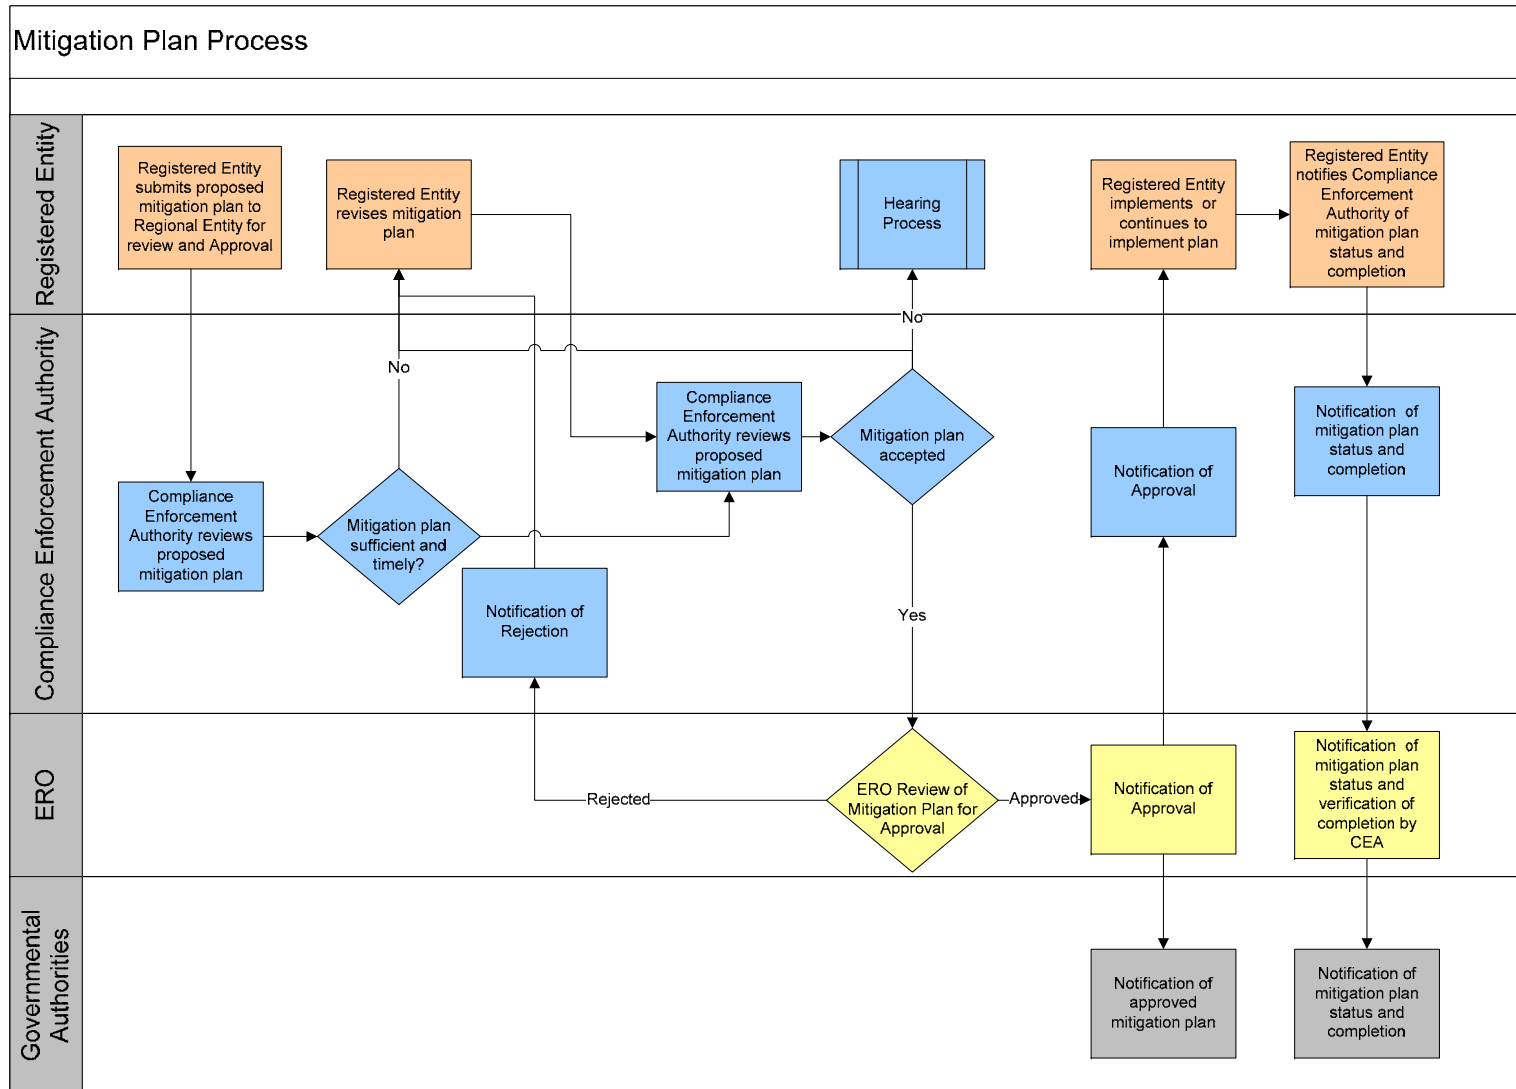 Mitigation Plan Process
Registered Entity
Registered Entity
submits proposed
mitigation plan to
Regional Entity for
review and Approval
Registered Entity
revises mitigation
plan
Hearing
Process
Registered Entity
implements or
continues to
implement plan
Registered Entity
notifies Compliance
Enforcement
Authority of
mitigation plan
status and
completion
Compliance Enforcement Authority
No
No
Compliance
Enforcement
Authority reviews
proposed
mitigation plan
Mitigation plan
sufficient and
timely?
Notification of
Rejection
Compliance
Enforcement
Authority reviews
proposed
mitigation plan
Mitigation plan
accepted
Yes
Notification of
Approval
Notification of
mitigation plan
status and
completion
ERO
Rejected
ERO Review of
Mitigation Plan for
Approval
Approved
Notification of
Approval
Notification of
mitigation plan
status and
verification of
completion by
CEA
Governmental
Authorities
Notification of
approved
mitigation plan
Notification of
mitigation plan
status and
completion